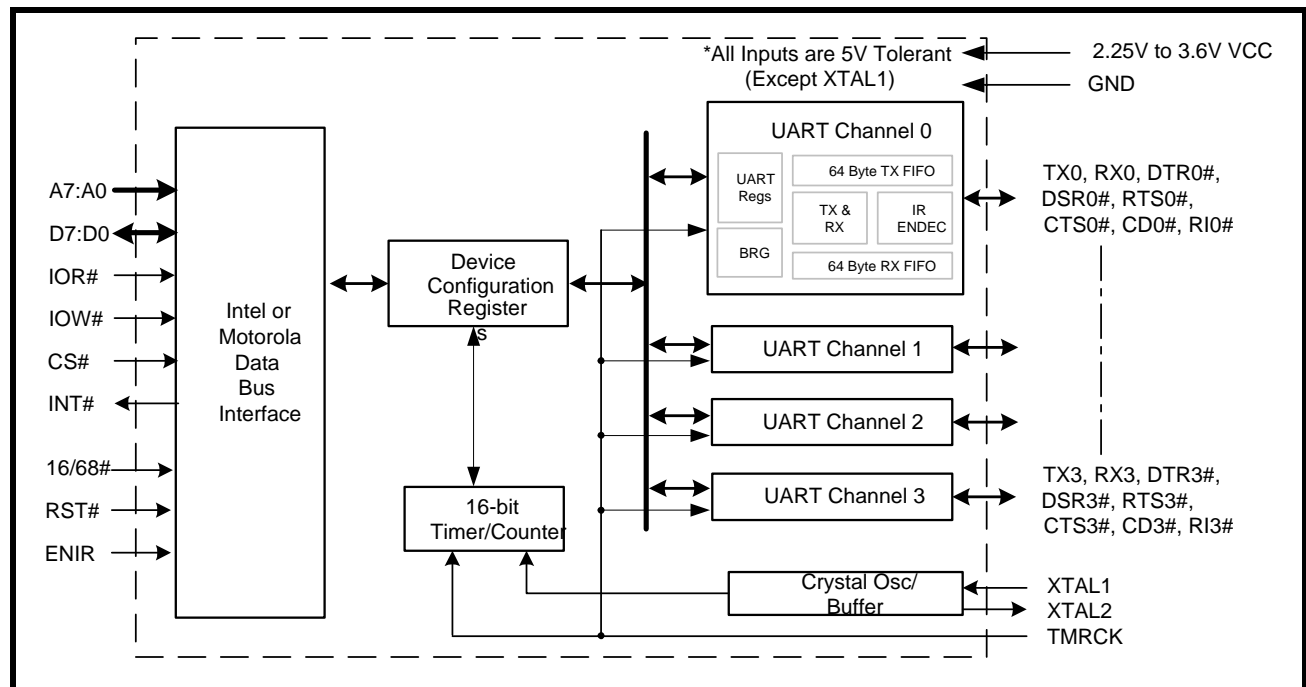 *All Inputs are 5V Tolerant
(Except XTAL1)
2.25V to 3.6V VCC
GND
A7:A0
D7:D0
IOR#
IOW#
CS#
INT#
16/68#
RST#
ENIR
Intel or
Motorola
Data
Bus
Interface
Device
Configuration
Register
s
16-bit
Timer/Counter
UART Channel 0
UART
Regs
BRG
64 Byte TX FIFO
TX &
RX
IR
ENDEC
64 Byte RX FIFO
UART Channel 1
UART Channel 2
UART Channel 3
Crystal Osc/
Buffer
TX0, RX0, DTR0#,
DSR0#, RTS0#,
CTS0#, CD0#, RI0#
TX3, RX3, DTR3#,
DSR3#, RTS3#,
CTS3#, CD3#, RI3#
XTAL1
XTAL2
TMRCK